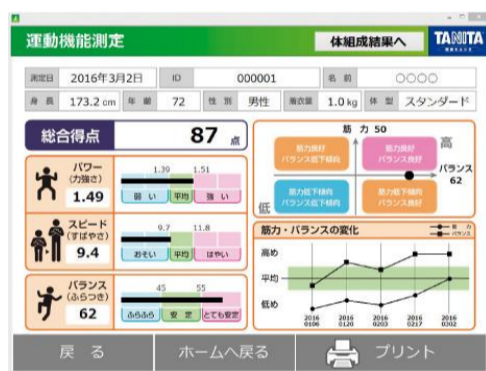 運動機能測定
体組成結果へ
TANITA
測定日 2016年3月2日 ID 000001 名 前 ○○○○
身 長 173.2 cm 年 齢 72 性 別 男性 着衣量 1.0 kg 体 型 スタンダード
総合得点 87 点
パワー
(力強さ)
1.49
1.39 1.51
弱 い 平均 強 い
スピード
(すばやさ)
9.4
9.7 11.8
おそい 平均 はやい
バランス
(ふらつき)
62
45 55
ふらふら 安 定 とても安定
筋 力 50
高
バランス
62
低
筋力良好
バランス低下傾向
筋力良好
バランス良好
筋力低下傾向
バランス低下傾向
筋力低下傾向
バランス良好
筋力・バランスの変化
筋 力
バランス
高め
平均
低め
2016
0106
2016
0120
2016
0203
2016
0217
2016
0302
戻 る
ホームへ戻る
プリント